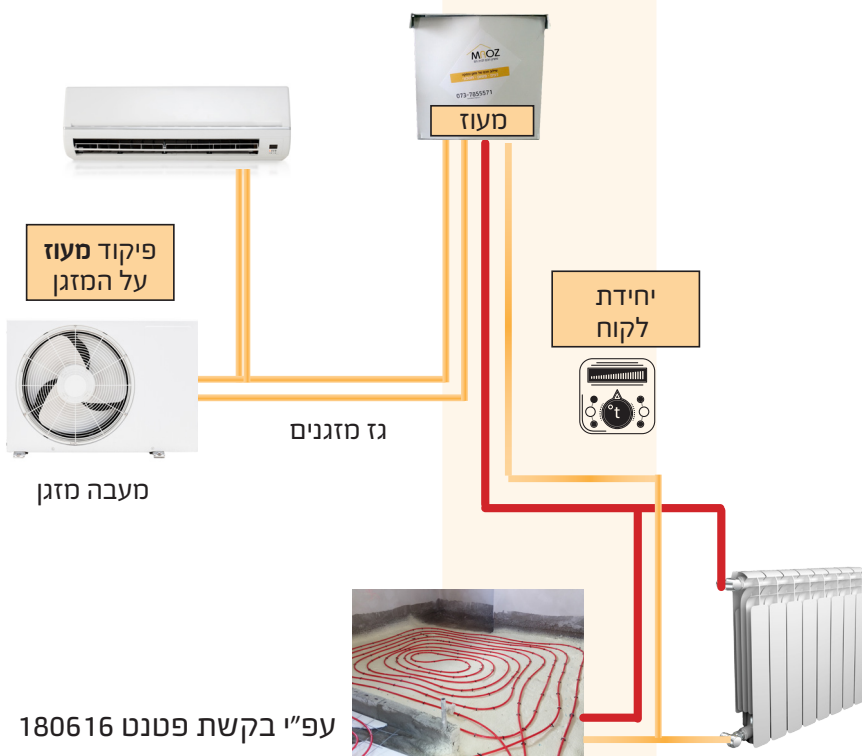 MAOZ
073-7855571
מעוז
פיקוד מעוז
על המזגן
יחידת
לקוח
t°
גז מזגנים
מעבה מזגן
עפ״י בקשת פטנט 180616